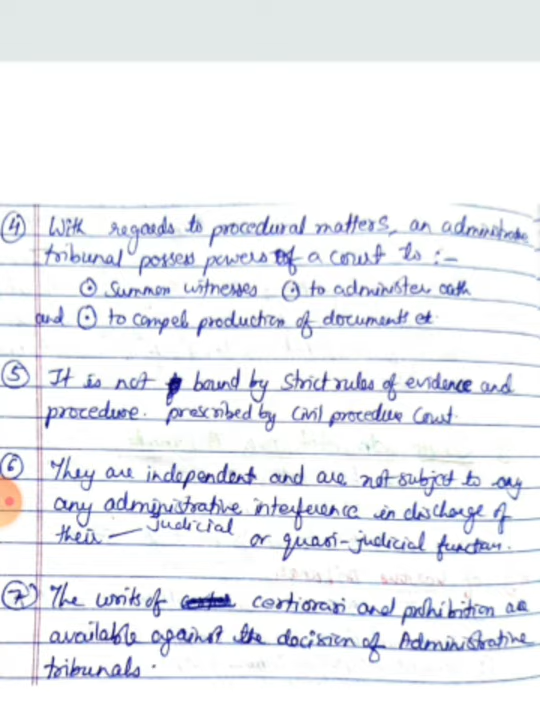 ④ With regards to procedural matters, an administrative
tribunal possess powers of a court to :-
⊙ Summon witnesses ⊙ to administer oath
and ⊙ to compel production of documents etc.
⑤ It is not bound by strict rules of evidence and
procedure. prescribed by Civil procedure Court.
⑥ They are independent and are not subject to any
any administrative interference in discharge of
their — judicial or quasi-judicial function.
⑦ The writs of certiorari and prohibition are
available against the decision of Administrative
tribunals.